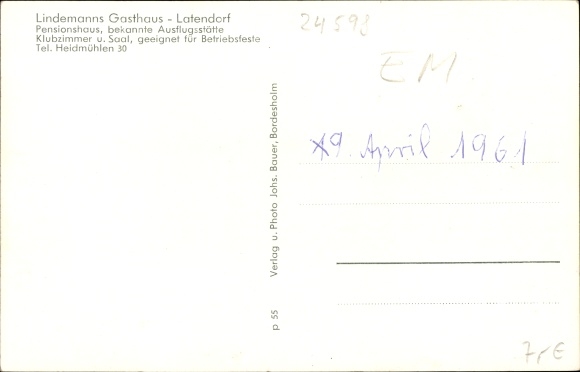 Lindemanns Gasthaus - Latendorf
Pensionshaus, bekannte Ausflugsstätte
Klubzimmer u. Saal, geeignet für Betriebsfeste
Tel. Heidmühlen 30
24598
EM.
19. April 1961
Verlag u. Photo Johs. Bauer, Bordesholm
p 55
7,- €